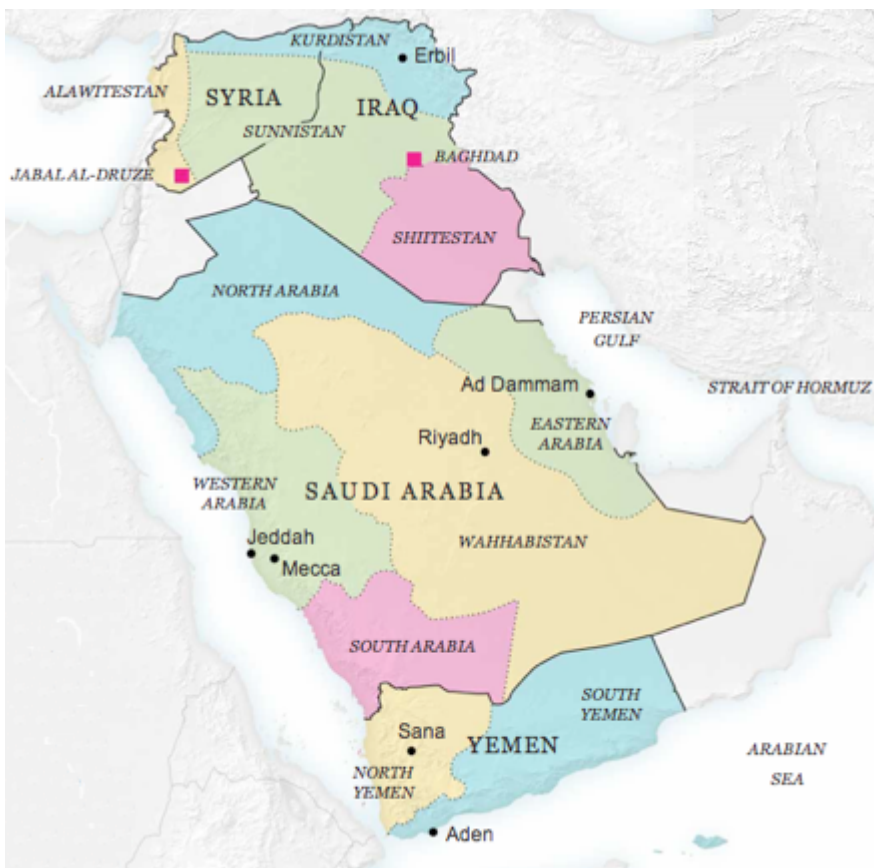 KURDISTAN
Erbil
ALAWITESTAN
SYRIA
IRAQ
SUNNISTAN
BAGHDAD
JABAL AL-DRUZE
SHIITESTAN
NORTH ARABIA
PERSIAN
GULF
Ad Dammam
STRAIT OF HORMUZ
EASTERN
ARABIA
Riyadh
WESTERN
ARABIA
SAUDI ARABIA
Jeddah
WAHHABISTAN
Mecca
SOUTH ARABIA
SOUTH
YEMEN
Sana
YEMEN
ARABIAN
SEA
NORTH
YEMEN
Aden